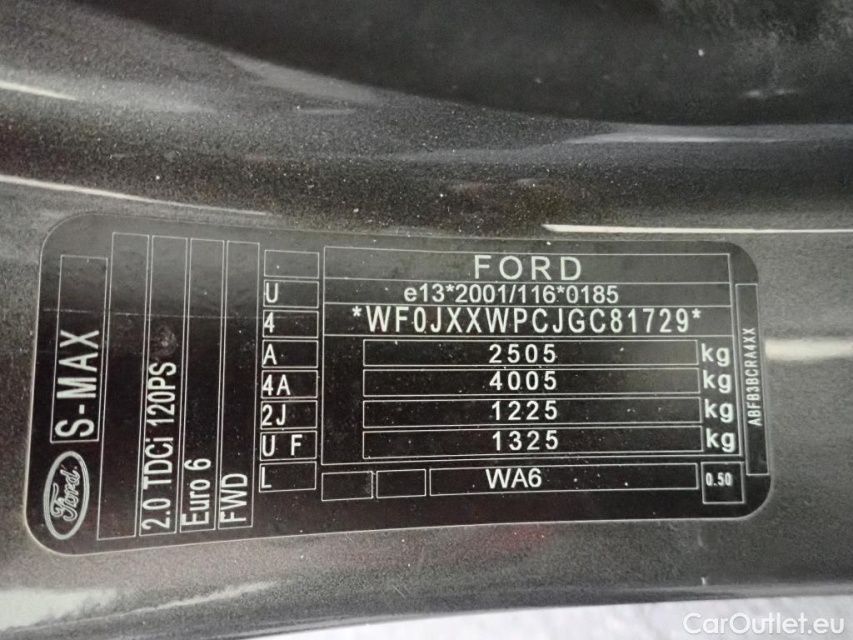 FORD
e13*2001/116*0185
*WF0JXXWPCJGC81729*
2505 kg
4005 kg
1225 kg
1325 kg
WA6 0.50
U
4
A
4A
2J
U F
L
Ford
S-MAX
2.0 TDCi 120PS
Euro 6
FWD
ABFB3BCRA4XX
CarOutlet.eu